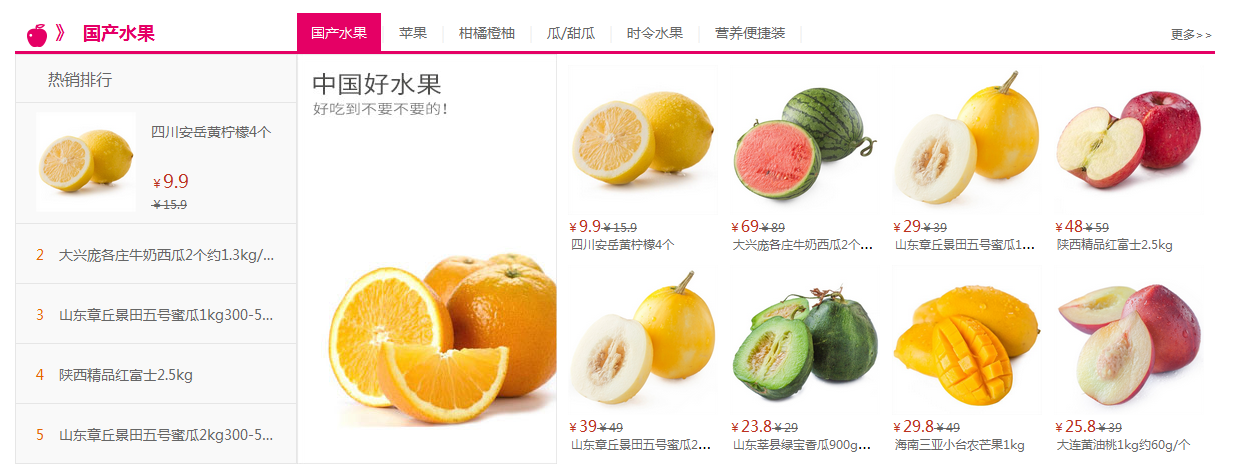 》 国产水果
国产水果 苹果 柑橘橙柚 瓜/甜瓜 时令水果 营养便捷装 更多>>
热销排行
四川安岳黄柠檬4个
¥9.9
¥15.9
2 大兴庞各庄牛奶西瓜2个约1.3kg/...
3 山东章丘景田五号蜜瓜1kg300-5...
4 陕西精品红富士2.5kg
5 山东章丘景田五号蜜瓜2kg300-5...
中国好水果
好吃到不要不要的!
¥9.9¥15.9
四川安岳黄柠檬4个
¥69¥89
大兴庞各庄牛奶西瓜2个...
¥29¥39
山东章丘景田五号蜜瓜1...
¥48¥59
陕西精品红富士2.5kg
¥39¥49
山东章丘景田五号蜜瓜2...
¥23.8¥29
山东莘县绿宝香瓜900g...
¥29.8¥49
海南三亚小台农芒果1kg
¥25.8¥39
大连黄油桃1kg约60g/个